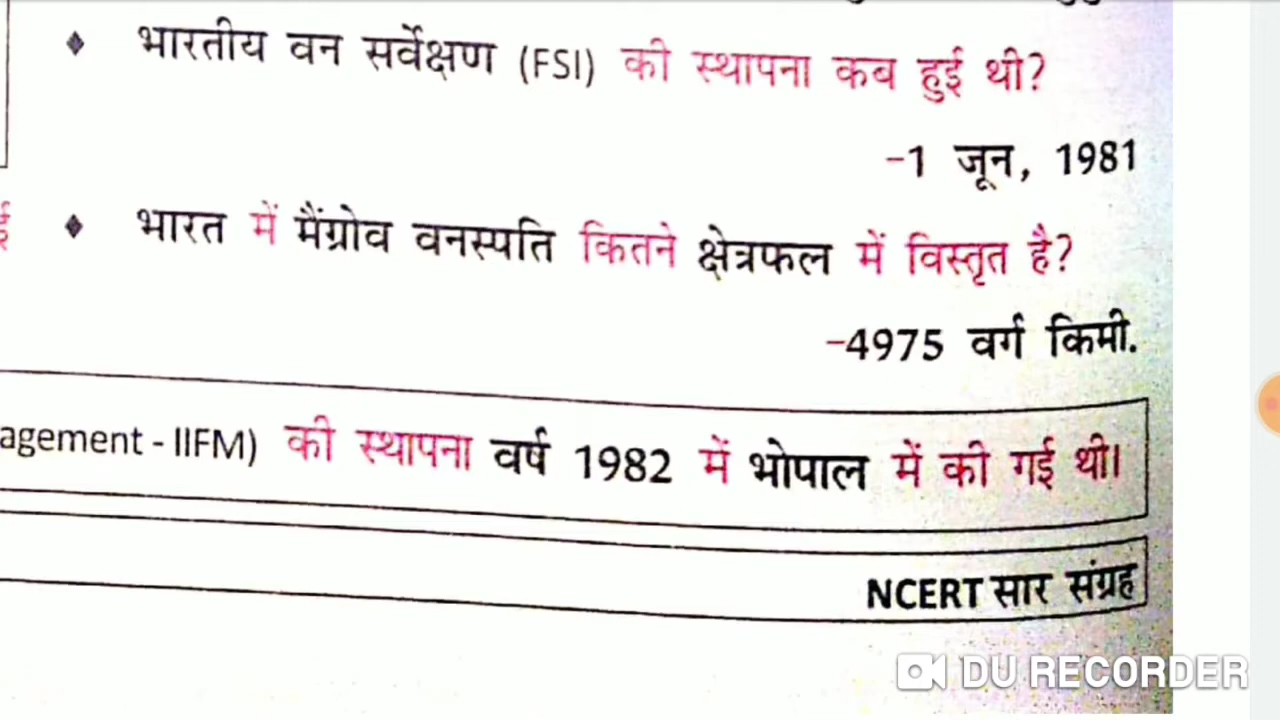 भारतीय वन सर्वेक्षण (FSI) की स्थापना कब हुई थी?
-1 जून, 1981
ई
भारत में मैंग्रोव वनस्पति कितने क्षेत्रफल में विस्तृत है?
-4975 वर्ग किमी.
agement - IIFM) की स्थापना वर्ष 1982 में भोपाल में की गई थी।
NCERT सार संग्रह
DU RECORDER